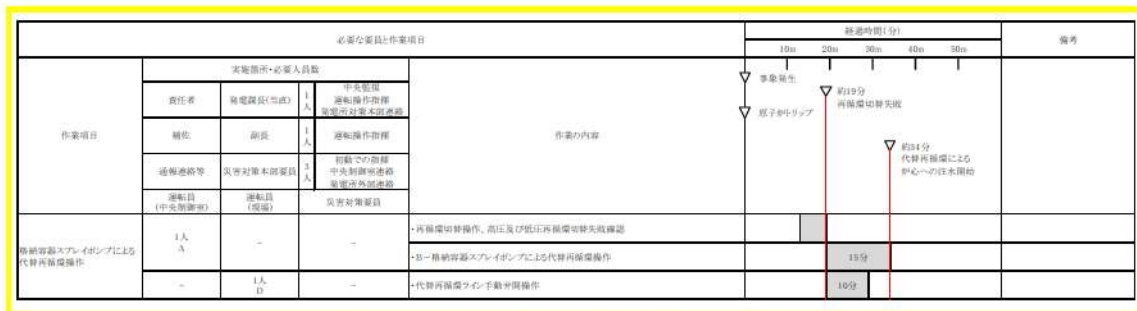 必要な要員と作業項目
経過時間(分)
備考
10m 20m 30m 40m 50m
実施箇所・必要人員数
作業項目
作業の内容
責任者
発電課長(当直)
1人
中央監視
運転操作指揮
発電所対策本部連絡
補佐
副長
1人
運転操作指揮
通報連絡等
災害対策本部要員
3人
初動での指揮
中央制御室連絡
発電所外部連絡
運転員
(中央制御室)
運転員
(現場)
災害対策要員
事象発生
原子炉トリップ
約19分
再循環切替失敗
約34分
代替再循環による
炉心への注水開始
格納容器スプレイポンプによる
代替再循環操作
1人
A
-
-
・再循環切替操作、高圧及び低圧再循環切替失敗確認
・B-格納容器スプレイポンプによる代替再循環操作
15分
-
1人
D
-
・代替再循環ライン手動弁開操作
10分